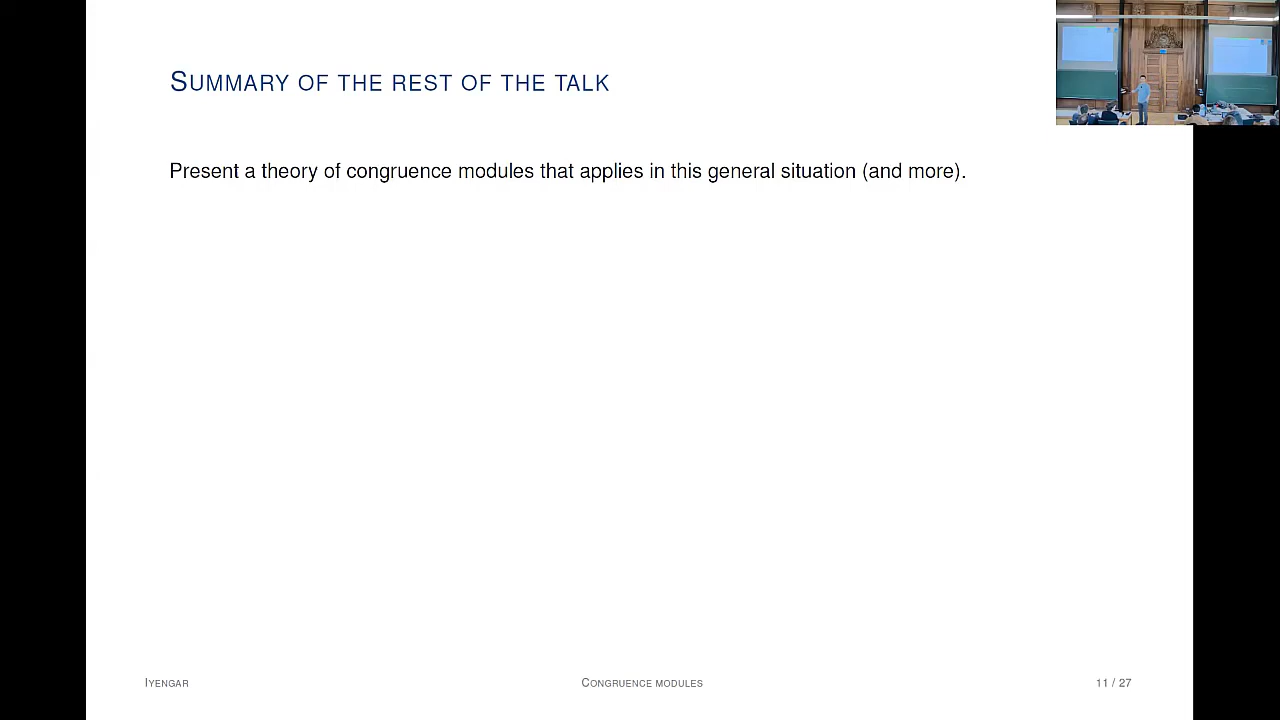 SUMMARY OF THE REST OF THE TALK
Present a theory of congruence modules that applies in this general situation (and more).
IYENGAR
CONGRUENCE MODULES
11 / 27